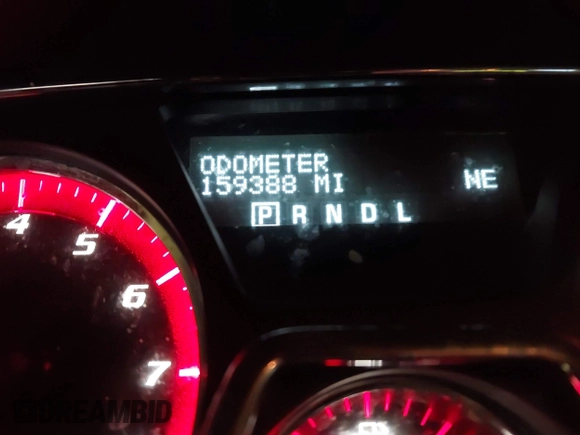 ODOMETER
159388 MI NE
P R N D L
4
5
6
7
DREAMBID